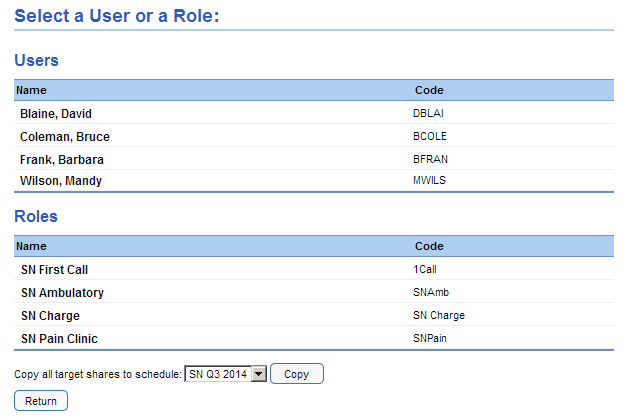 Select a User or a Role:
Users
Name Code
Blaine, David DBLAI
Coleman, Bruce BCOLE
Frank, Barbara BFRAN
Wilson, Mandy MWILS
Roles
Name Code
SN First Call 1Call
SN Ambulatory SNAmb
SN Charge SN Charge
SN Pain Clinic SNPain
Copy all target shares to schedule: SN Q3 2014 Copy
Return